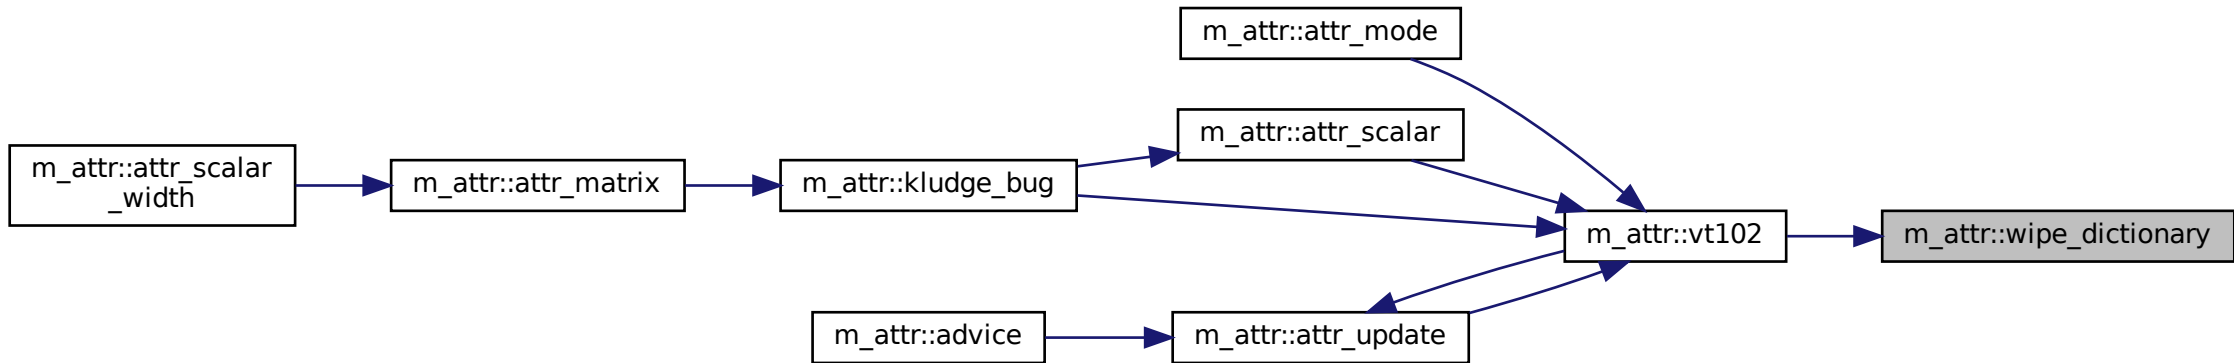 m_attr::attr_mode
m_attr::attr_scalar
m_attr::attr_scalar
_width
m_attr::attr_matrix
m_attr::kludge_bug
m_attr::vt102
m_attr::wipe_dictionary
m_attr::advice
m_attr::attr_update